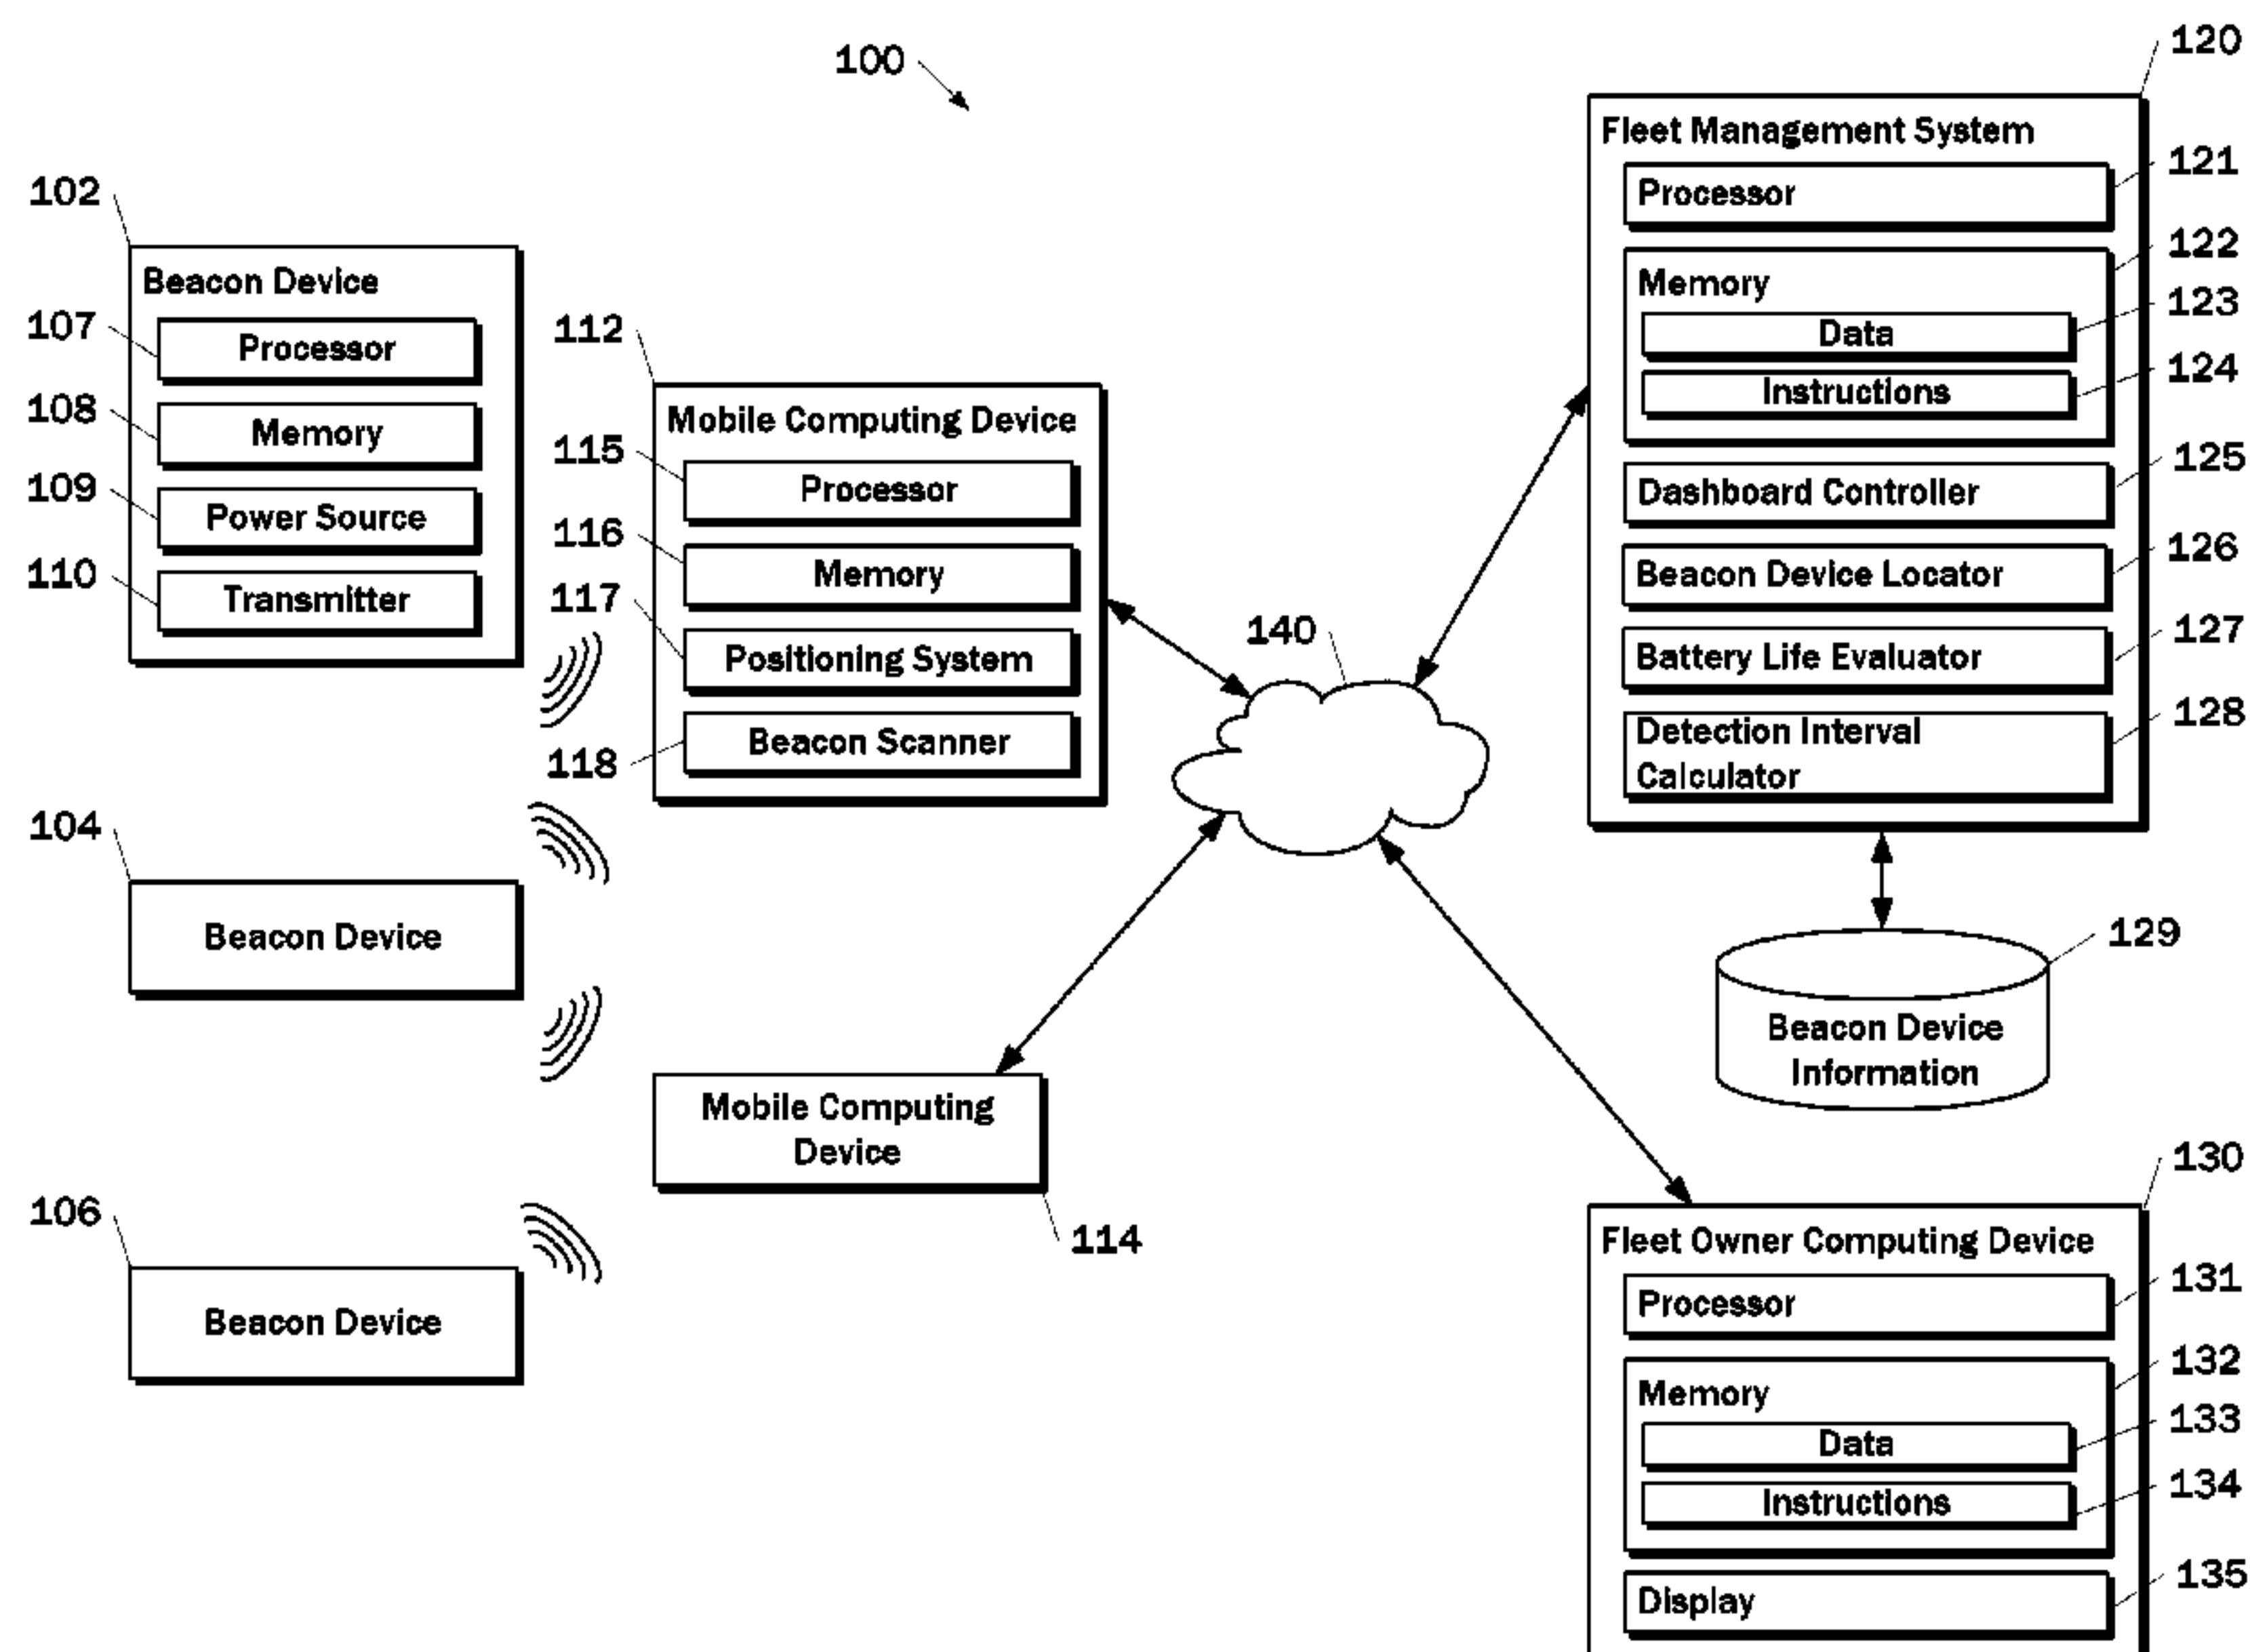 100
102
Beacon Device
107
Processor
108
Memory
109
Power Source
110
Transmitter
104
Beacon Device
106
Beacon Device
112
Mobile Computing Device
115
Processor
116
Memory
117
Positioning System
118
Beacon Scanner
Mobile Computing
Device
114
140
120
Fleet Management System
121
Processor
122
Memory
123
Data
124
Instructions
125
Dashboard Controller
126
Beacon Device Locator
127
Battery Life Evaluator
128
Detection Interval
Calculator
129
Beacon Device
Information
130
Fleet Owner Computing Device
131
Processor
132
Memory
133
Data
134
Instructions
135
Display